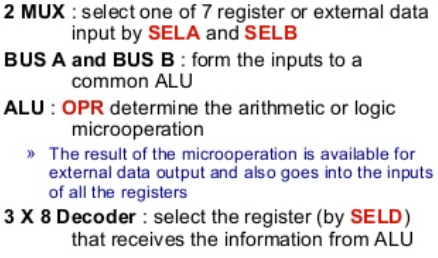 2 MUX : select one of 7 register or external data
input by SELA and SELB
BUS A and BUS B : form the inputs to a
common ALU
ALU : OPR determine the arithmetic or logic
microoperation
» The result of the microoperation is available for
external data output and also goes into the inputs
of all the registers
3 X 8 Decoder : select the register (by SELD)
that receives the information from ALU